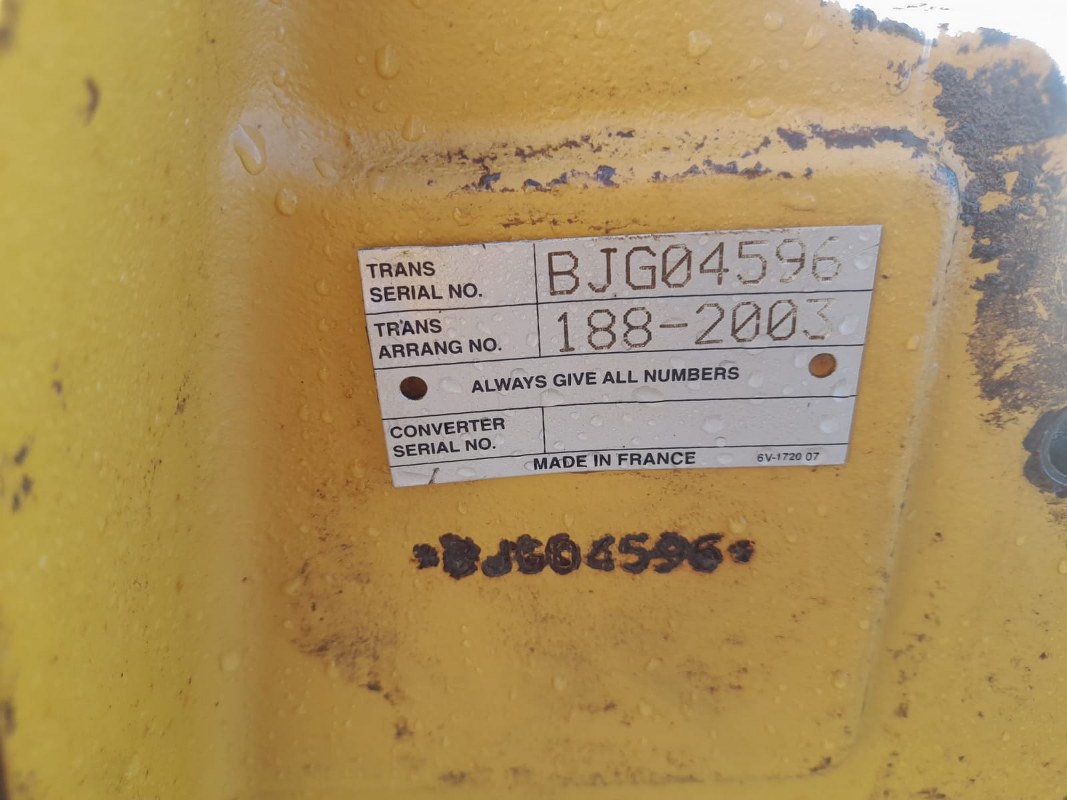 TRANS
SERIAL NO.
BJG04596
TRANS
ARRANG NO.
188-2003
ALWAYS GIVE ALL NUMBERS
CONVERTER
SERIAL NO.
MADE IN FRANCE
6V-1720 07
*BJG04596*